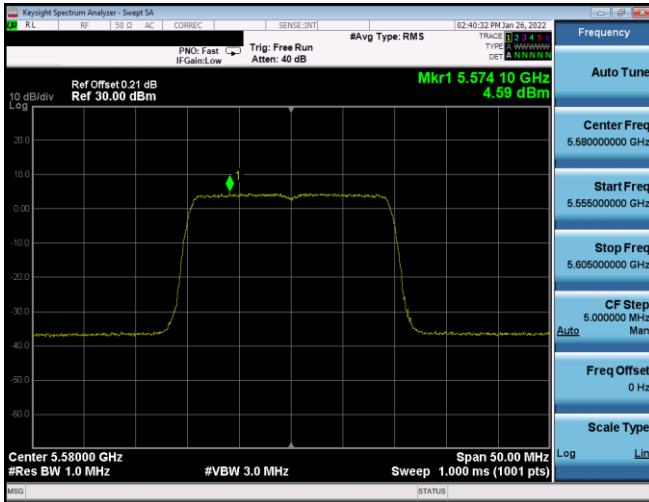 Keysight Spectrum Analyzer - Swept SA
RL RF 50 Ω AC CORREC SENSE:INT 02:40:32 PM Jan 26, 2022
#Avg Type: RMS TRACE 1 2 3 4 5 6
PNO: Fast Trig: Free Run TYPE A WWWWW
IFGain:Low Atten: 40 dB DET A N N N N N
Mkr1 5.574 10 GHz
4.59 dBm
Ref Offset 0.21 dB
10 dB/div Ref 30.00 dBm
Log
20.0
1
0.00
-10.0
-20.0
-30.0
-40.0
-50.0
-60.0
Center 5.58000 GHz Span 50.00 MHz
#Res BW 1.0 MHz #VBW 3.0 MHz Sweep 1.000 ms (1001 pts)
MSG STATUS
Frequency
Auto Tune
Center Freq
5.580000000 GHz
Start Freq
5.555000000 GHz
Stop Freq
5.605000000 GHz
CF Step
5.000000 MHz
Auto Man
Freq Offset
0 Hz
Scale Type
Log Lin